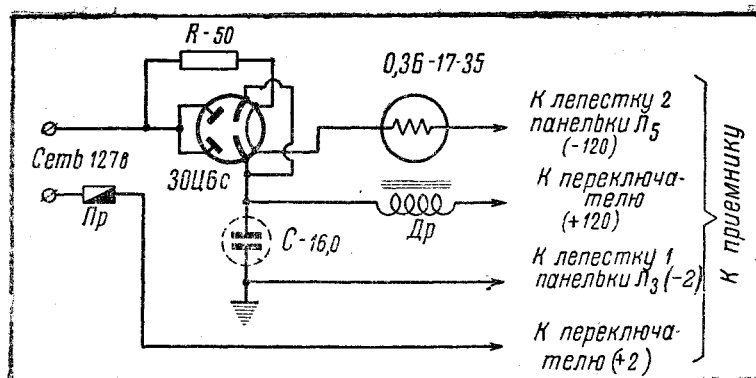 R-50
0,3Б-17-35
К лепестку 2
панельки Л5
(-120)
Сеть 127в
30Ц6с
К переключа-
телю
(+120)
Пр
Др
С-16,0
К лепестку 1
панельки Л3 (-2)
К переключа-
телю (+2)
К приемнику